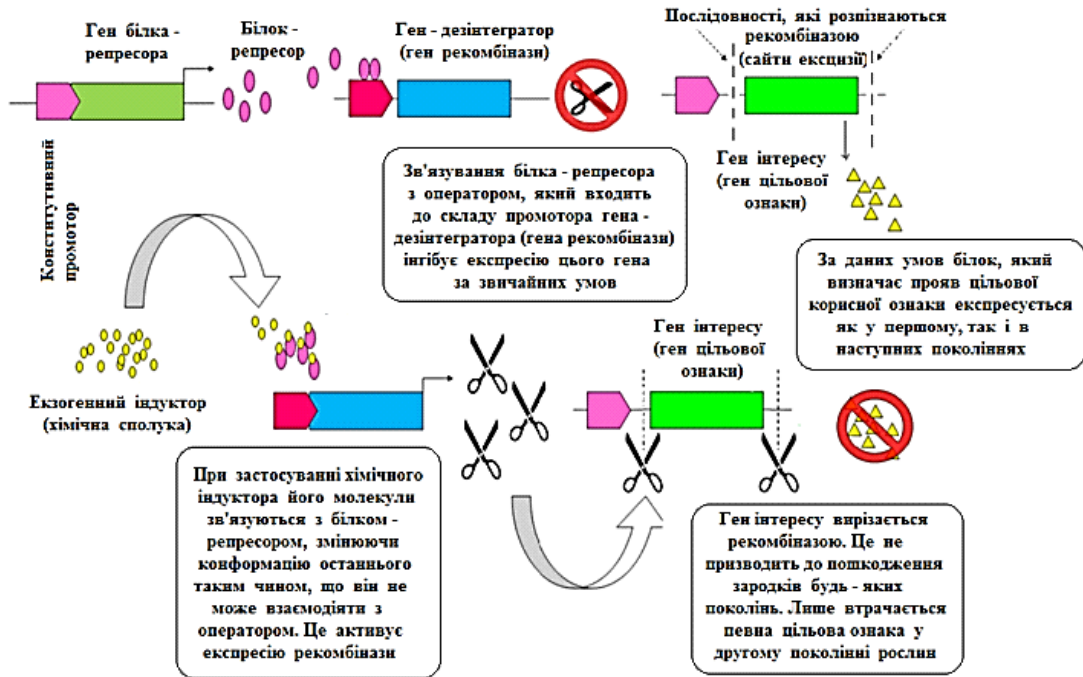 Ген білка -
репресора
Білок-
репресор
Ген - дезінтегратор
(ген рекомбінази)
Послідовності, які розпізнаються
рекомбіназою
(сайти ексцизії)
Конститутивний
промотор
Зв'язування білка - репресора
з оператором, який входить
до складу промотора гена -
дезінтегратора (гена рекомбінази)
інгібує експресію цього гена
за звичайних умов
Ген інтересу
(ген цільової
ознаки)
За даних умов білок, який
визначає прояв цільової
корисної ознаки експресується
як у першому, так і в
наступних поколіннях
Екзогенний індуктор
(хімічна сполука)
Ген інтересу
(ген цільової
ознаки)
При застосуванні хімічного
індуктора його молекули
зв'язуються з білком -
репресором, змінюючи
конформацію останнього
таким чином, що він не
може взаємодіяти з
оператором. Це активує
експресію рекомбінази
Ген інтересу вирізається
рекомбіназою. Це не
призводить до пошкодження
зародків будь - яких
поколінь. Лише втрачається
певна цільова ознака у
другому поколінні рослин